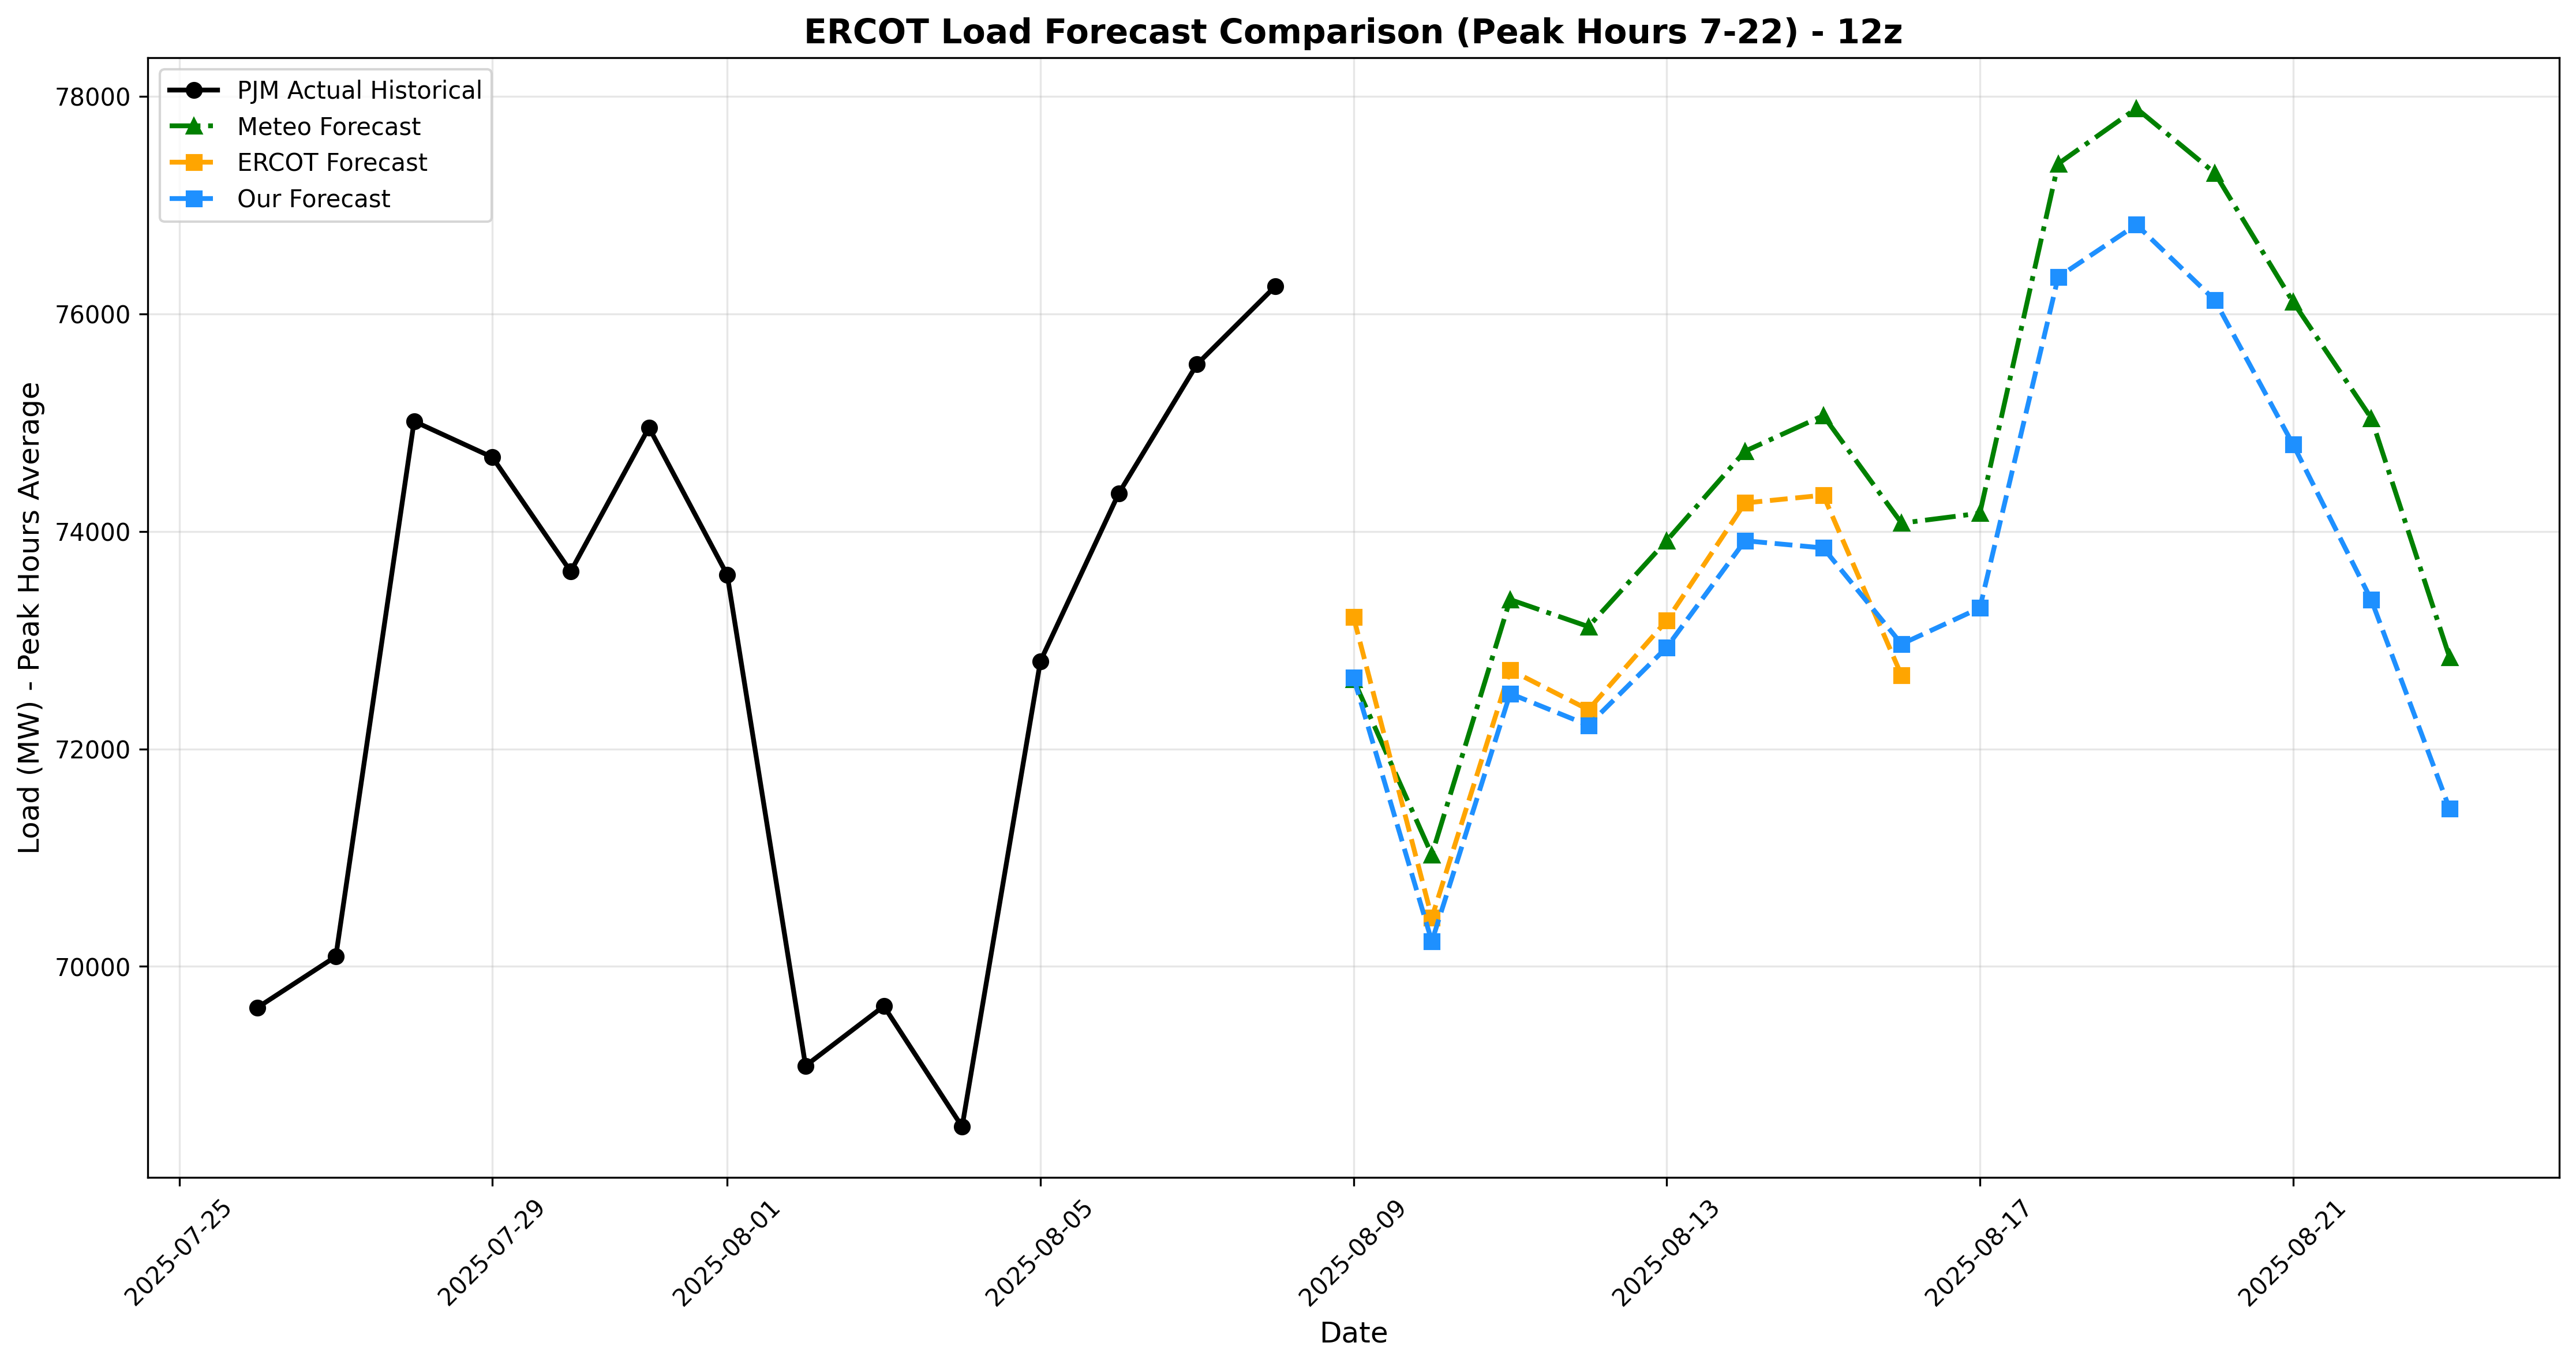 ERCOT Load Forecast Comparison (Peak Hours 7-22) - 12z
PJM Actual Historical
Meteo Forecast
ERCOT Forecast
Our Forecast
Load (MW) - Peak Hours Average
78000
76000
74000
72000
70000
2025-07-25
2025-07-29
2025-08-01
2025-08-05
2025-08-09
2025-08-13
2025-08-17
2025-08-21
Date